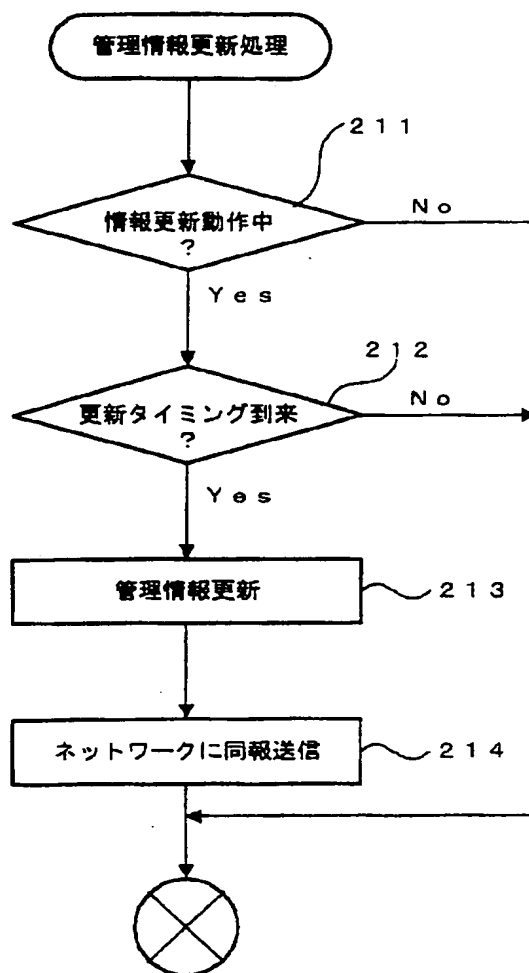 管理情報更新処理
211
情報更新動作中
?
No
Yes
212
更新タイミング到来
?
No
Yes
管理情報更新
213
ネットワークに同報送信
214